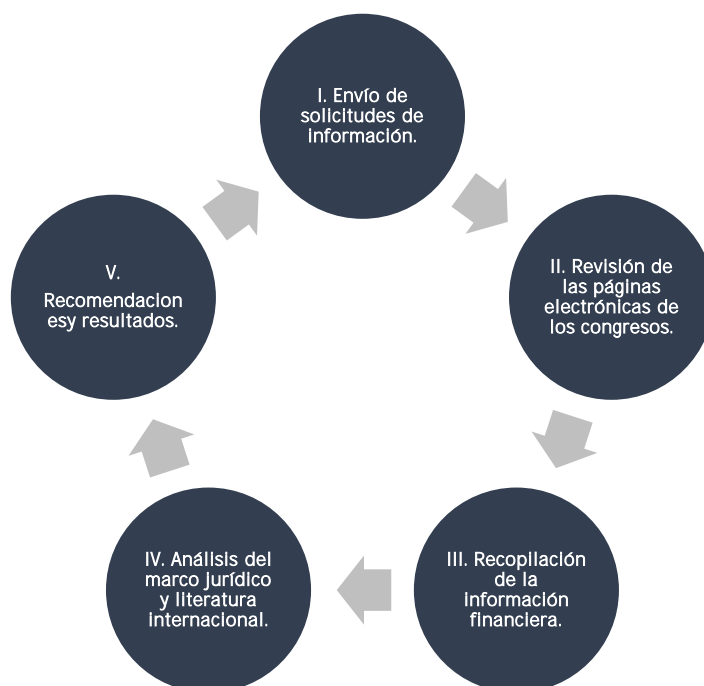 I. Envío de
solicitudes de
información.
II. Revisión de
las páginas
electrónicas de
los congresos.
III. Recopilación
de la
información
financiera.
IV. Análisis del
marco jurídico
y literatura
internacional.
V.
Recomendacion
esy resultados.